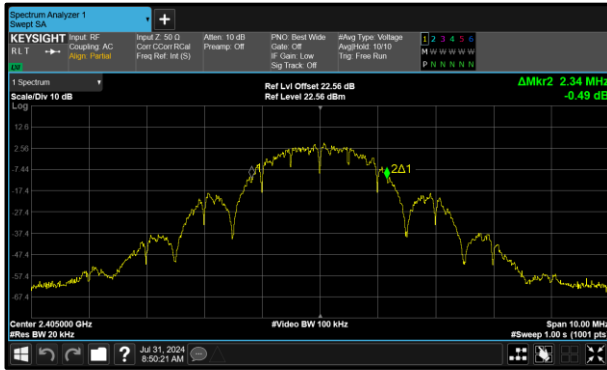 Spectrum Analyzer 1
Swept SA
+
KEYSIGHT
RLT
Input: RF
Coupling: AC
Align: Partial
Input Z: 50 Ω
Corr CCorr RCal
Freq Ref: Int (S)
Atten: 10 dB
Preamp: Off
PNO: Best Wide
Gate: Off
IF Gain: Low
Sig Track: Off
#Avg Type: Voltage
Avg|Hold: 10/10
Trig: Free Run
1 2 3 4 5 6
M W W W W W
P N N N N N
1 Spectrum
Scale/Div 10 dB
Log
Ref Lvl Offset 22.56 dB
Ref Level 22.56 dBm
ΔMkr2 2.34 MHz
-0.49 dB
12.6
2.56
-7.44
-17.4
-27.4
-37.4
-47.4
-57.4
-67.4
1
2Δ1
Center 2.405000 GHz
#Res BW 20 kHz
#Video BW 100 kHz
Span 10.00 MHz
#Sweep 1.00 s (1001 pts)
?
Jul 31, 2024
8:50:21 AM